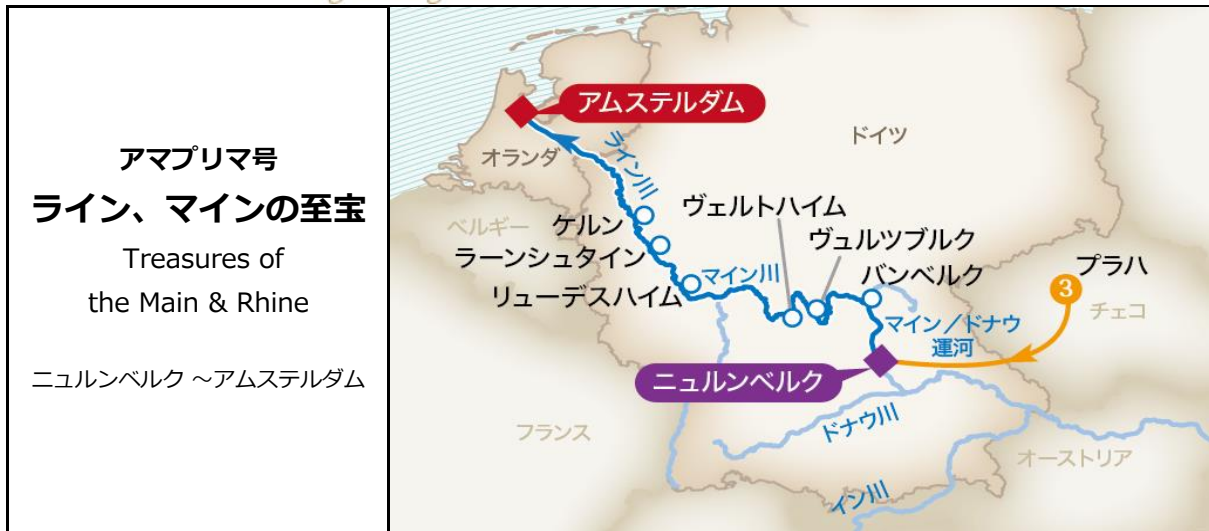 アマプリマ号
ライン、マインの至宝
Treasures of
the Main & Rhine
ニュルンベルク ～アムステルダム
アムステルダム
ドイツ
オランダ
ライン川
ベルギー
ケルン
ヴェルトハイム
ラーンシュタイン
ヴュルツブルク
リューデスハイム
マイン川
バンベルク
プラハ
3
チェコ
マイン／ドナウ
運河
ニュルンベルク
ドナウ川
フランス
オーストリア
イン川